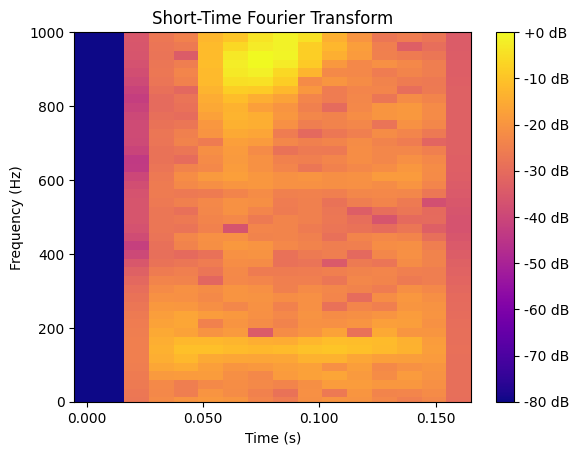 Short-Time Fourier Transform
1000
800
600
400
200
0
Frequency (Hz)
0.000
0.050
0.100
0.150
Time (s)
+0 dB
-10 dB
-20 dB
-30 dB
-40 dB
-50 dB
-60 dB
-70 dB
-80 dB